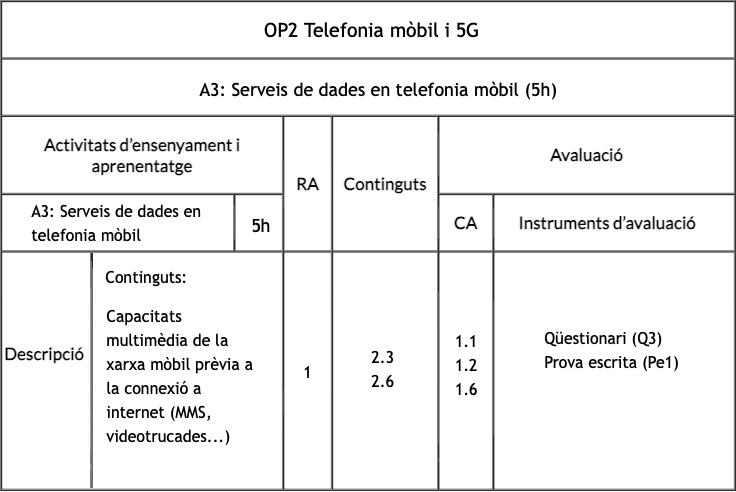 OP2 Telefonia mòbil i 5G
A3: Serveis de dades en telefonia mòbil (5h)
Activitats d'ensenyament i
aprenentatge
RA
Continguts
Avaluació
A3: Serveis de dades en
telefonia mòbil
5h
CA
Instruments d'avaluació
Descripció
Continguts:
Capacitats
multimèdia de la
xarxa mòbil prèvia a
la connexió a
internet (MMS,
videotrucades...)
1
2.3
2.6
1.1
1.2
1.6
Qüestionari (Q3)
Prova escrita (Pe1)